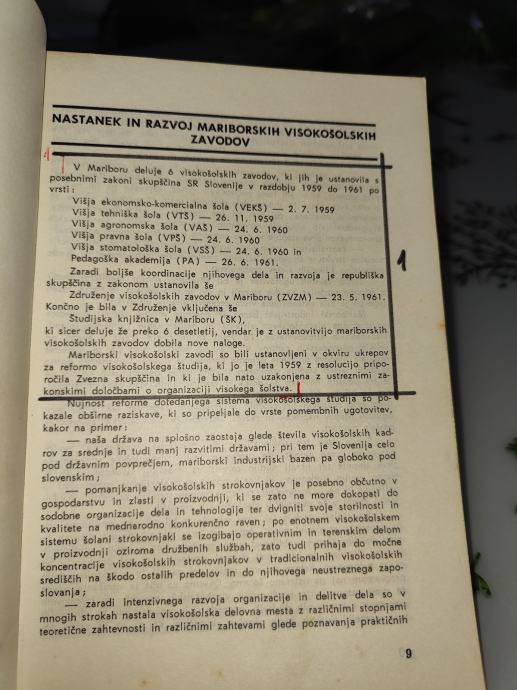 NASTANEK IN RAZVOJ MARIBORSKIH VISOKOŠOLSKIH
ZAVODOV
V Mariboru deluje 6 visokošolskih zavodov, ki jih je ustanovila s
posebnimi zakoni skupščina SR Slovenije v razdobju 1959 do 1961 po
vrsti:
Višja ekonomsko-komercialna šola (VEKŠ) — 2. 7. 1959
Višja tehniška šola (VTŠ) — 26. 11. 1959
Višja agronomska šola (VAŠ) — 24. 6. 1960
Višja pravna šola (VPŠ) — 24. 6. 1960
Višja stomatološka šola (VSŠ) — 24. 6. 1960 in
Pedagoška akademija (PA) — 26. 6. 1961.
Zaradi boljše koordinacije njihovega dela in razvoja je republiška
skupščina z zakonom ustanovila še
Združenje visokošolskih zavodov v Mariboru (ZVZM) — 23. 5. 1961.
Končno je bila v Združenje vključena še
Študijska knjižnica v Mariboru (ŠK),
ki sicer deluje že preko 6 desetletij, vendar je z ustanovitvijo mariborskih
visokošolskih zavodov dobila nove naloge.
Mariborski visokošolski zavodi so bili ustanovljeni v okviru ukrepov
za reformo visokošolskega študija, ki jo je leta 1959 z resolucijo pripo-
ročila Zvezna skupščina in ki je bila nato uzakonjena z ustreznimi za-
konskimi določbami o organizaciji visokega šolstva.
Nujnost reforme dotedanjega sistema visokošolskega študija so po-
kazale obširne raziskave, ki so pripeljale do vrste pomembnih ugotovitev,
kakor na primer:
— naša država na splošno zaostaja glede števila visokošolskih kad-
rov za srednje in tudi manj razvitimi državami; pri tem je Slovenija celo
pod državnim povprečjem, mariborski industrijski bazen pa globoko pod
slovenskim;
— pomanjkanje visokošolskih strokovnjakov je posebno občutno v
gospodarstvu in zlasti v proizvodnji, ki se zato ne more dokopati do
sodobne organizacije dela in tehnologije ter dvigniti svoje storilnosti in
kvalitete na mednarodno konkurenčno raven; po enotnem visokošolskem
sistemu šolani strokovnjaki se izogibajo operativnim in terenskim delom
v proizvodnji oziroma družbenih službah, zato tudi prihaja do močne
koncentracije visokošolskih strokovnjakov v tradicionalnih visokošolskih
središčih na škodo ostalih predelov in do njihovega neustreznega zapo-
slovanja;
— zaradi intenzivnega razvoja organizacije in delitve dela so v
mnogih strokah nastala visokošolska delovna mesta z različnimi stopnjami
teoretične zahtevnosti in različnimi zahtevami glede poznavanja praktičnih
9
1